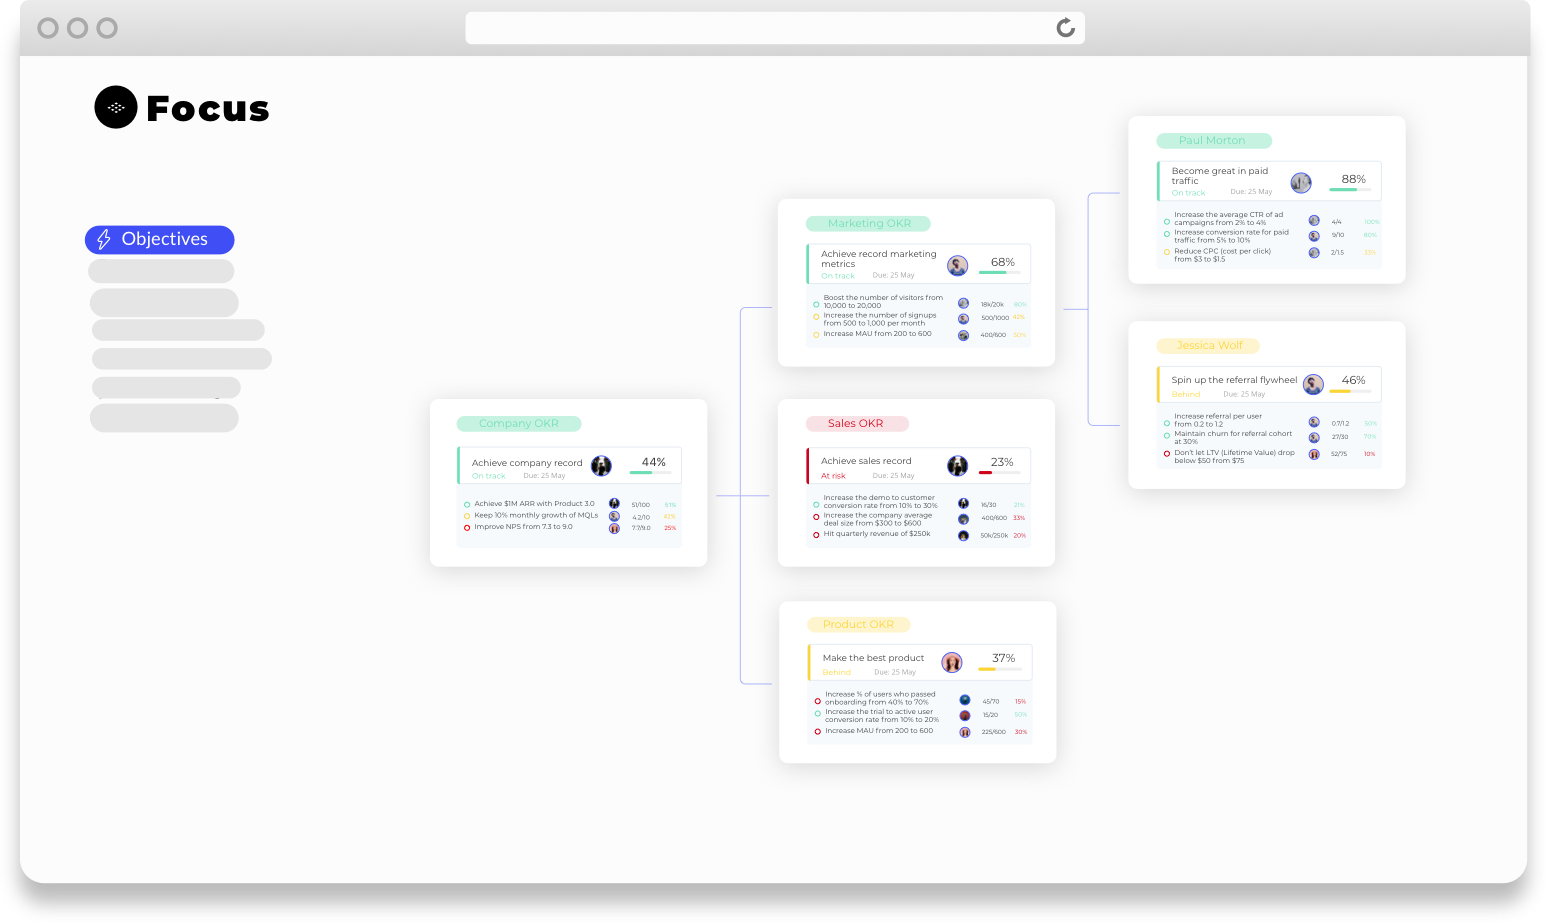 Focus
Objectives
Company OKR
Achieve company record
44%
On track
Due: 25 May
Achieve $1M ARR with Product 3.0
51/100
51%
Keep 10% monthly growth of MQLs
4.2/10
42%
Improve NPS from 7.3 to 9.0
7.7/9.0
25%
Marketing OKR
Achieve record marketing
metrics
68%
On track
Due: 25 May
Boost the number of visitors from
10,000 to 20,000
18k/20k
80%
Increase the number of signups
from 500 to 1,000 per month
500/1000
42%
Increase MAU from 200 to 600
400/600
50%
Sales OKR
Achieve sales record
23%
At risk
Due: 25 May
Increase the demo to customer
conversion rate from 10% to 30%
16/30
21%
Increase the company average
deal size from $300 to $600
400/600
33%
Hit quarterly revenue of $250k
50k/250k
20%
Product OKR
Make the best product
37%
Behind
Due: 25 May
Increase % of users who passed
onboarding from 40% to 70%
45/70
15%
Increase the trial to active user
conversion rate from 10% to 20%
15/20
50%
Increase MAU from 200 to 600
225/600
30%
Paul Morton
Become great in paid
traffic
88%
On track
Due: 25 May
Increase the average CTR of ad
campaigns from 2% to 4%
4/4
100%
Increase conversion rate for paid
traffic from 5% to 10%
9/10
80%
Reduce CPC (cost per click)
from $3 to $1.5
2/1.5
Jessica Wolf
Spin up the referral flywheel
46%
Behind
Due: 25 May
Increase referral per user
from 0.2 to 1.2
0.7/1.2
Maintain churn for referral cohort
at 30%
27/30
70%
Don't let LTV (Lifetime Value) drop
below $50 from $75
52/75
10%